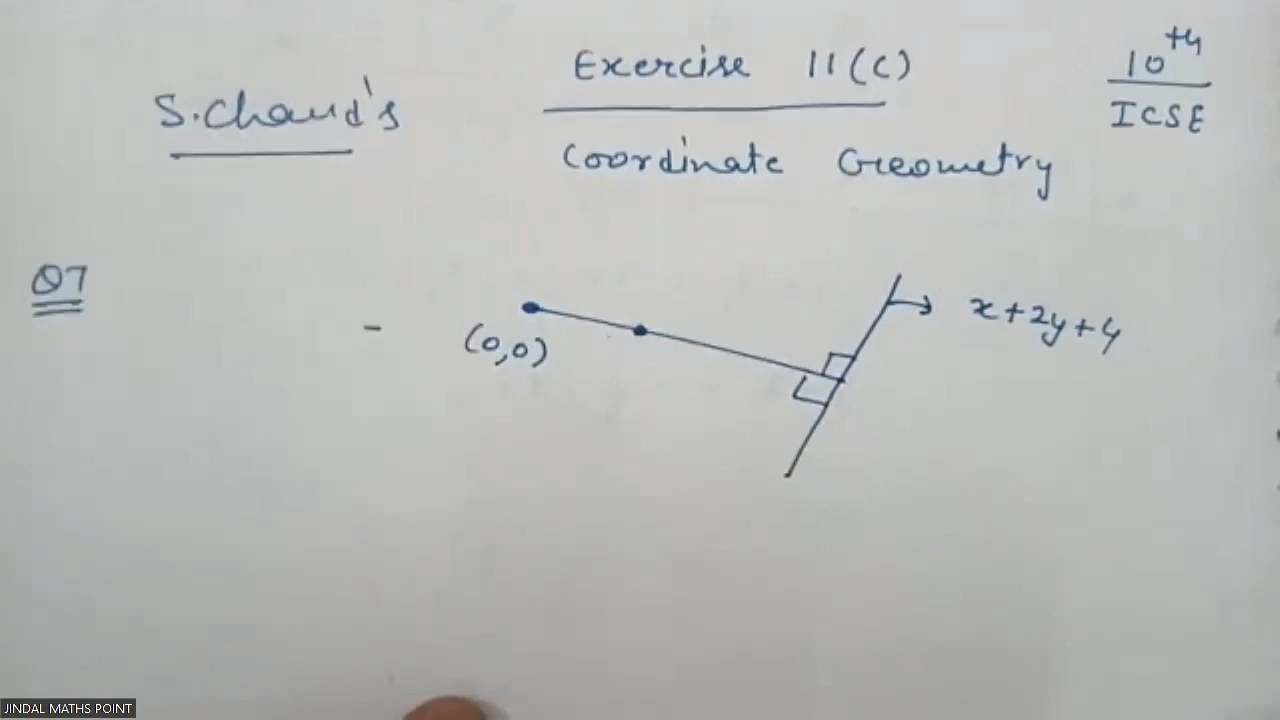 S.Chand's
Exercise 11(C)
Coordinate Geometry
10th
ICSE
Q7
(0,0)
x+2y+4
JINDAL MATHS POINT